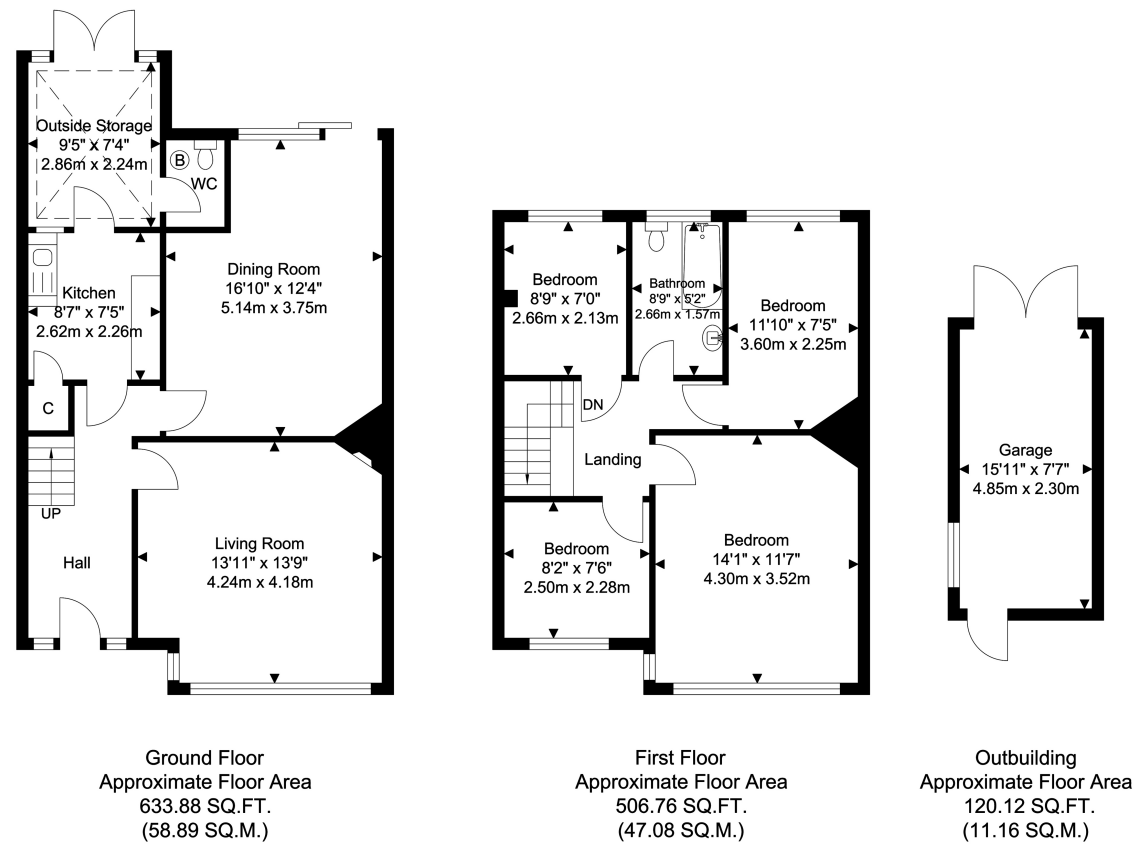 Outside Storage
9'5" x 7'4"
2.86m x 2.24m
B
WC
Kitchen
8'7" x 7'5"
2.62m x 2.26m
Dining Room
16'10" x 12'4"
5.14m x 3.75m
C
UP
Hall
Living Room
13'11" x 13'9"
4.24m x 4.18m
Ground Floor
Approximate Floor Area
633.88 SQ.FT.
(58.89 SQ.M.)
Bedroom
8'9" x 7'0"
2.66m x 2.13m
Bathroom
8'9" x 5'2"
2.66m x 1.57m
Bedroom
11'10" x 7'5"
3.60m x 2.25m
DN
Landing
Bedroom
8'2" x 7'6"
2.50m x 2.28m
Bedroom
14'1" x 11'7"
4.30m x 3.52m
First Floor
Approximate Floor Area
506.76 SQ.FT.
(47.08 SQ.M.)
Garage
15'11" x 7'7"
4.85m x 2.30m
Outbuilding
Approximate Floor Area
120.12 SQ.FT.
(11.16 SQ.M.)